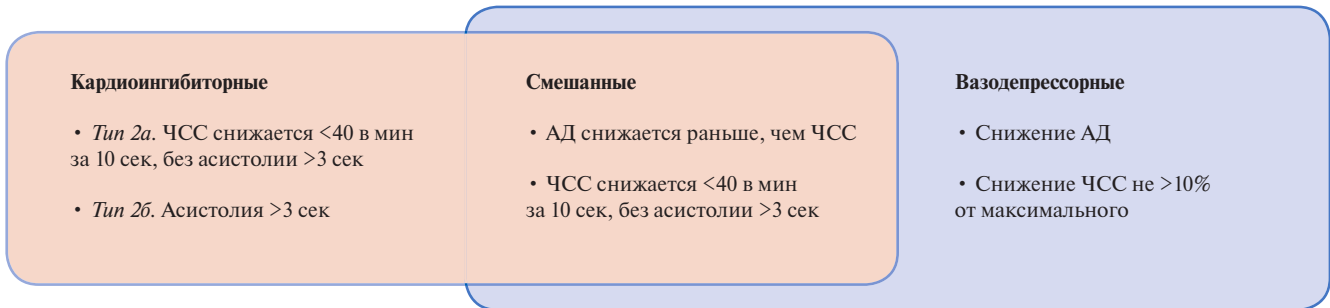 Кардиоингибиторные
• Тип 2а. ЧСС снижается <40 в мин
за 10 сек, без асистолии >3 сек
• Тип 2б. Асистолия >3 сек
Смешанные
• АД снижается раньше, чем ЧСС
• ЧСС снижается <40 в мин
за 10 сек, без асистолии >3 сек
Вазодепрессорные
• Снижение АД
• Снижение ЧСС не >10%
от максимального